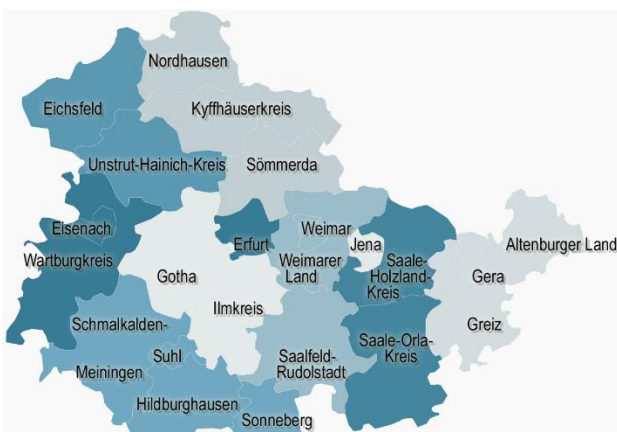 Nordhausen
Eichsfeld
Kyffhäuserkreis
Unstrut-Hainich-Kreis
Sömmerda
Eisenach
Wartburgkreis
Erfurt
Weimar
Weimarer
Land
Jena
Saale-
Holzland-
Kreis
Altenburger Land
Gera
Greiz
Gotha
Ilmkreis
Schmalkalden-
Meiningen
Suhl
Hildburghausen
Sonneberg
Saalfeld-
Rudolstadt
Saale-Orla-
Kreis